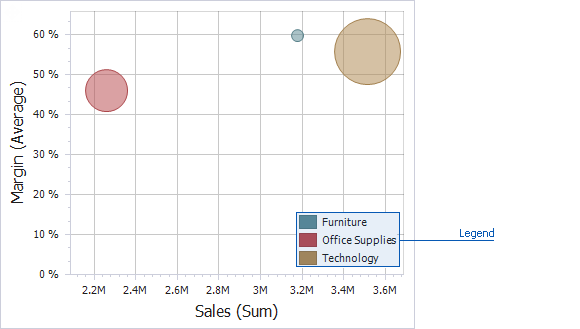 60 %
50 %
40 %
30 %
20 %
10 %
0 %
Margin (Average)
Furniture
Office Supplies
Technology
Legend
2.2M 2.4M 2.6M 2.8M 3M 3.2M 3.4M 3.6M
Sales (Sum)